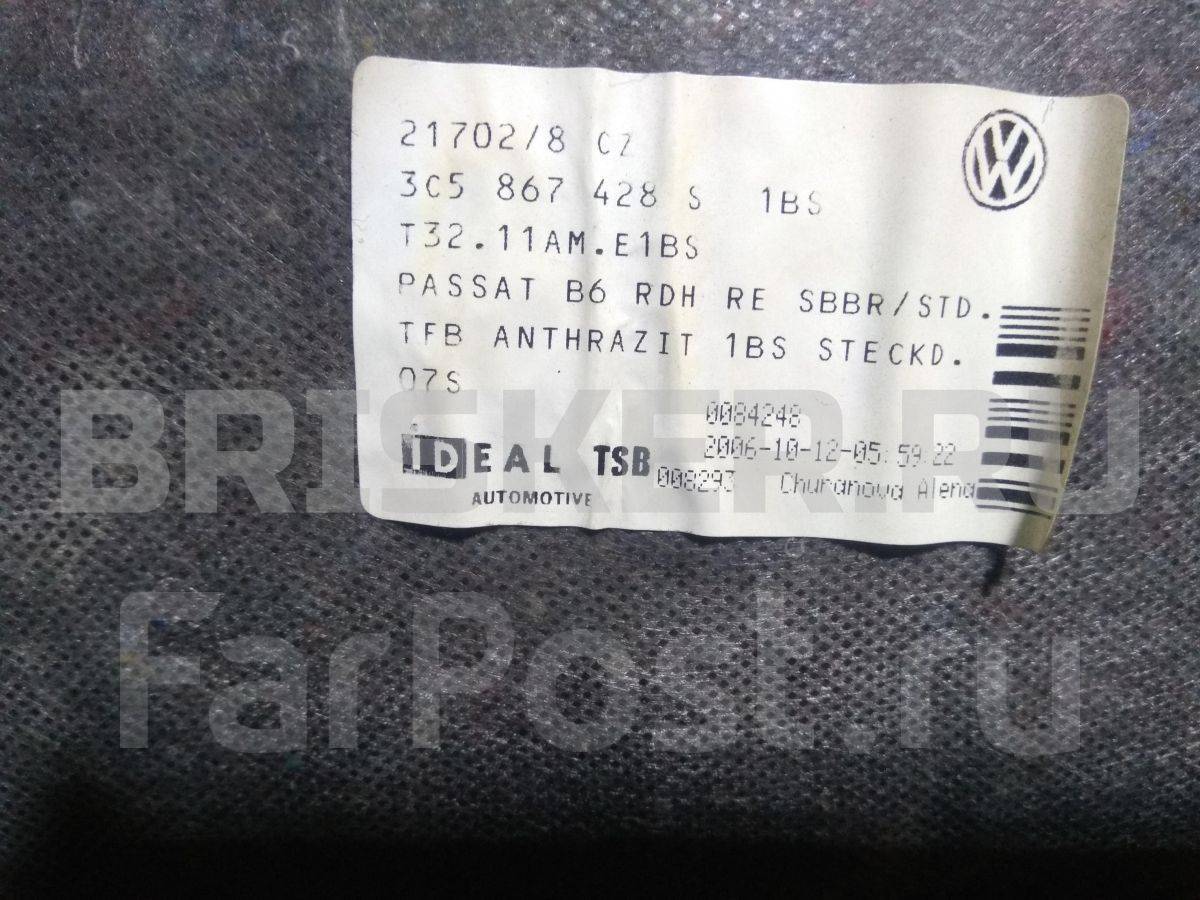 21702/8 CZ
3C5 867 428 S 1BS
T32.11AM.E1BS
PASSAT B6 RDH RE SBBR/STD.
TFB ANTHRAZIT 1BS STECKD.
07S
0084248
2006-10-12-05:59:22
008293 Churanova Alena
IDEAL TSB
AUTOMOTIVE
VW
BRISKER.RU
FarPost.ru